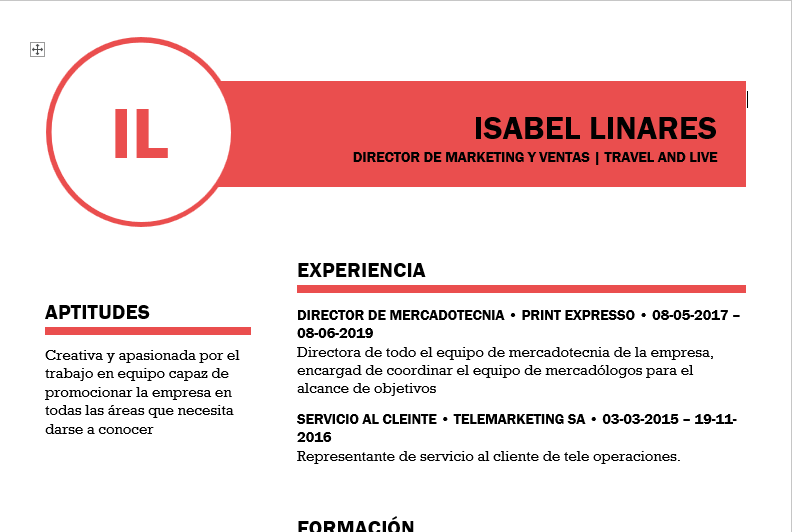 IL
ISABEL LINARES
DIRECTOR DE MARKETING Y VENTAS | TRAVEL AND LIVE
APTITUDES
Creativa y apasionada por el
trabajo en equipo capaz de
promocionar la empresa en
todas las áreas que necesita
darse a conocer
EXPERIENCIA
DIRECTOR DE MERCADOTECNIA • PRINT EXPRESSO • 08-05-2017 –
08-06-2019
Directora de todo el equipo de mercadotecnia de la empresa,
encargad de coordinar el equipo de mercadólogos para el
alcance de objetivos
SERVICIO AL CLEINTE • TELEMARKETING SA • 03-03-2015 – 19-11-
2016
Representante de servicio al cliente de tele operaciones.
FORMACIÓN